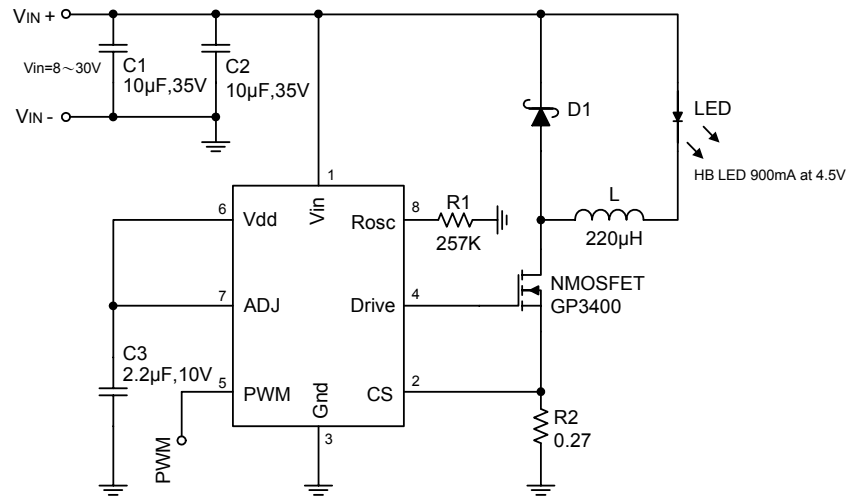 VIN +
Vin=8～30V
C1
10µF,35V
C2
10µF,35V
VIN -
D1
LED
HB LED 900mA at 4.5V
1
Vin
6
Vdd
8
Rosc
R1
257K
L
220µH
7
ADJ
4
Drive
NMOSFET
GP3400
C3
2.2µF,10V
5
PWM
Gnd
2
CS
3
R2
0.27
PWM